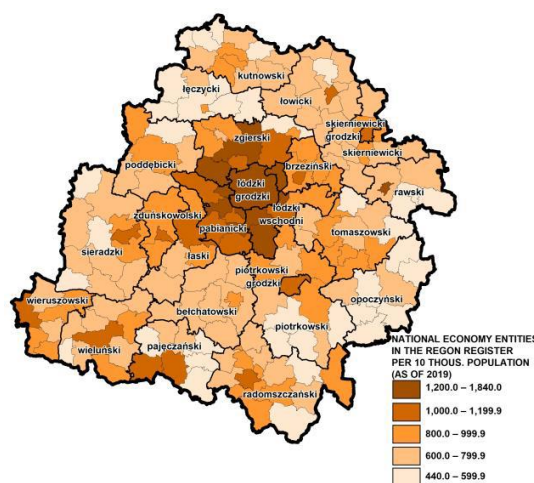 kutnowski
łęczycki
łowicki
skierniewicki
grodzki
zgierski
skierniewicki
poddębicki
brzeziński
łódzki
grodzki
rawski
zduńskowolski
łódzki
wschodni
pabianicki
tomaszowski
sieradzki
łaski
piotrkowski
grodzki
wieruszowski
opoczyński
bełchatowski
piotrkowski
wieluński
pajęczański
radomszczański
NATIONAL ECONOMY ENTITIES
IN THE REGON REGISTER
PER 10 THOUS. POPULATION
(AS OF 2019)
1,200.0 – 1,840.0
1,000.0 – 1,199.9
800.0 – 999.9
600.0 – 799.9
440.0 – 599.9